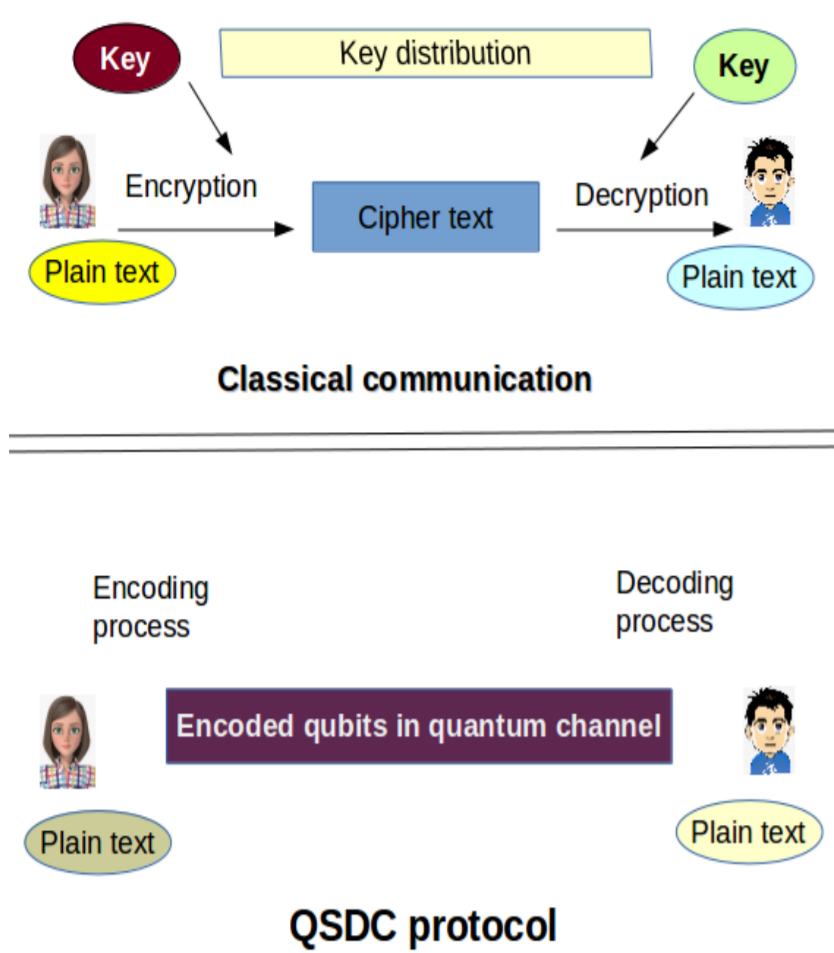 Key
Key distribution
Key
Encryption
Cipher text
Decryption
Plain text
Plain text
Classical communication
Encoding
process
Decoding
process
Encoded qubits in quantum channel
Plain text
Plain text
QSDC protocol